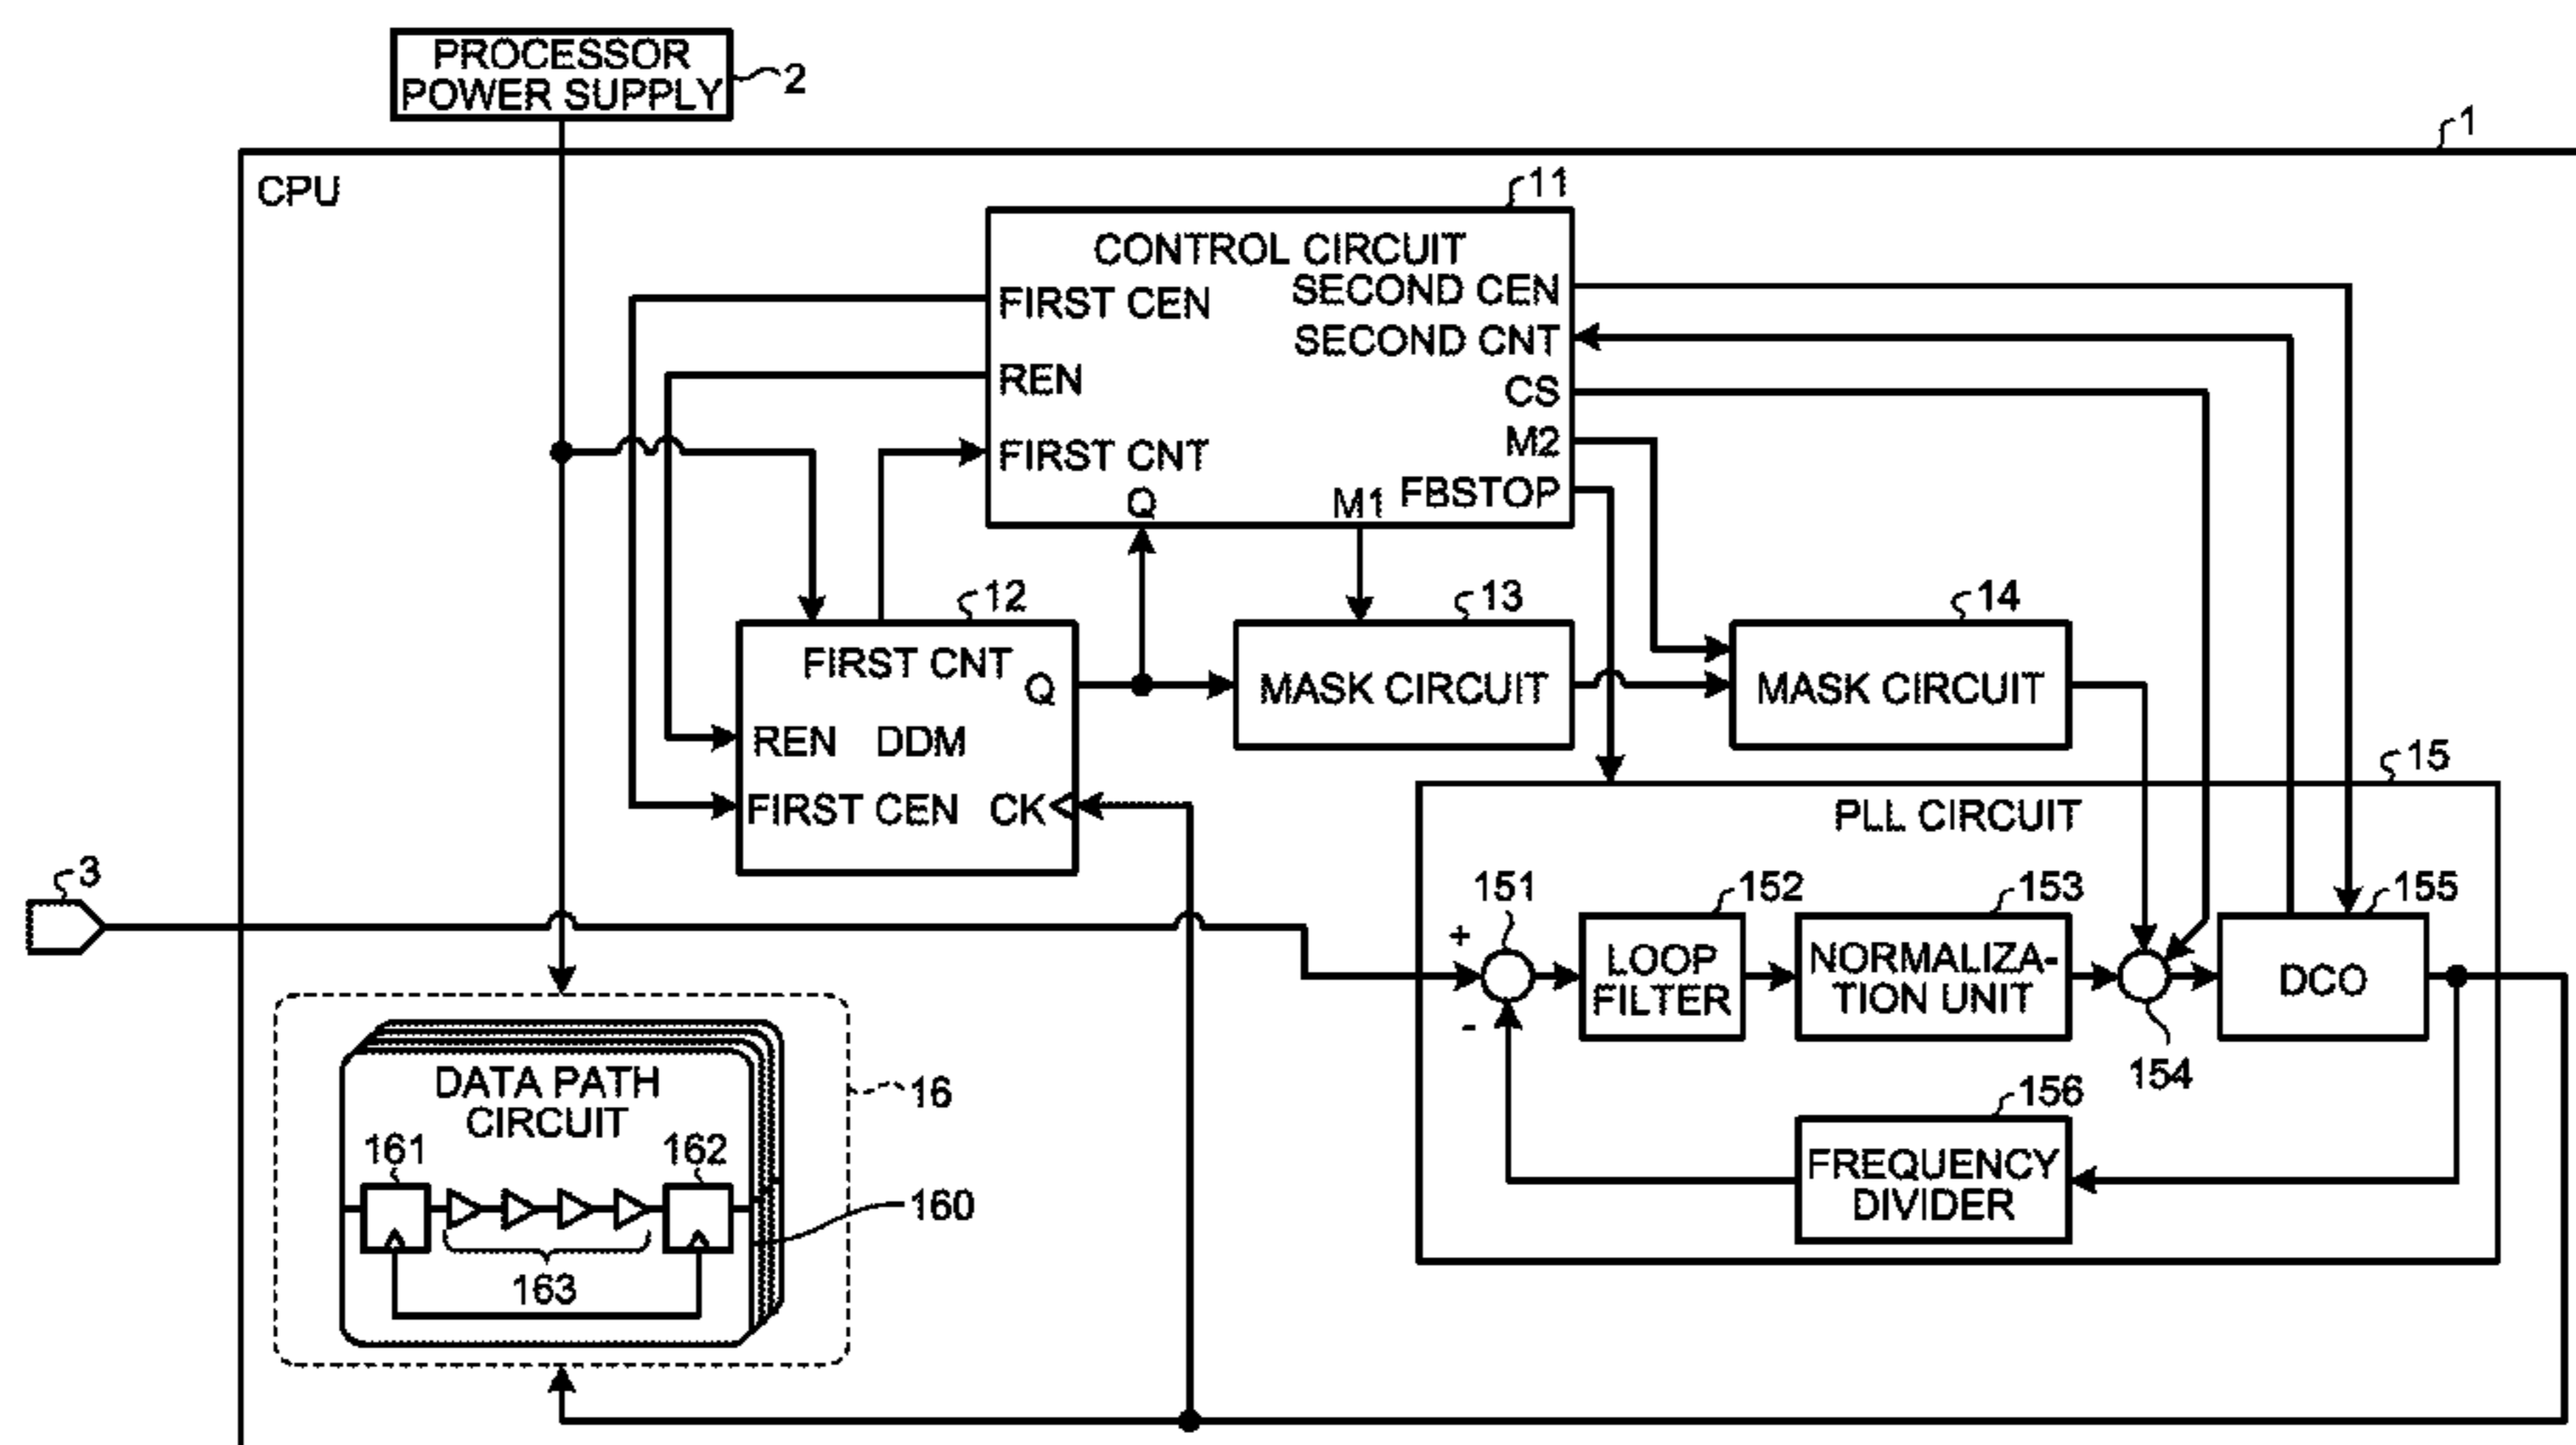 PROCESSOR
POWER SUPPLY
2
1
CPU
11
CONTROL CIRCUIT
FIRST CEN
SECOND CEN
SECOND CNT
REN
CS
FIRST CNT
M2
FBSTOP
Q
M1
12
13
14
FIRST CNT
Q
MASK CIRCUIT
MASK CIRCUIT
REN
DDM
15
FIRST CEN
CK
PLL CIRCUIT
3
151
152
153
155
+
LOOP
FILTER
NORMALIZA-
TION UNIT
DCO
-
154
DATA PATH
CIRCUIT
16
156
161
162
FREQUENCY
DIVIDER
160
163